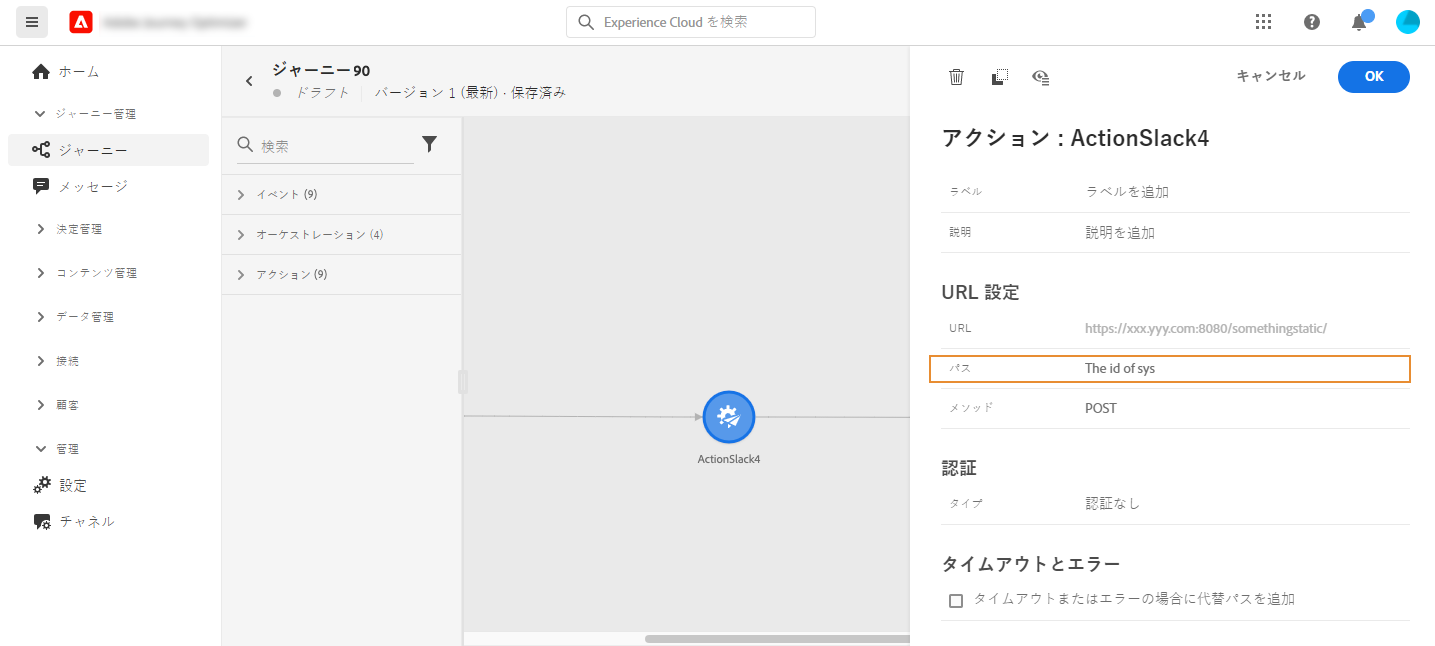 Experience Cloud を検索
ホーム
ジャーニー管理
ジャーニー
メッセージ
決定管理
コンテンツ管理
データ管理
接続
顧客
管理
設定
チャネル
ジャーニー90
ドラフト
バージョン 1 (最新) · 保存済み
検索
イベント (9)
オーケストレーション (4)
アクション (9)
ActionSlack4
キャンセル
OK
アクション : ActionSlack4
ラベル ラベルを追加
説明 説明を追加
URL 設定
URL https://xxx.yyy.com:8080/somethingstatic/
パス The id of sys
メソッド POST
認証
タイプ 認証なし
タイムアウトとエラー
タイムアウトまたはエラーの場合に代替パスを追加